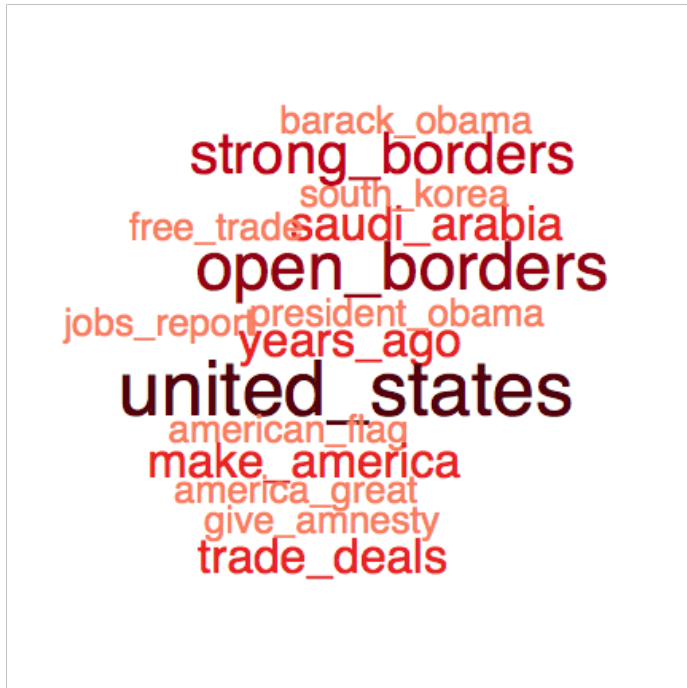 barack_obama
strong_borders
south_korea
free_trade saudi_arabia
open_borders
jobs_report president_obama
years_ago
united_states
american_flag
make_america
america_great
give_amnesty
trade_deals